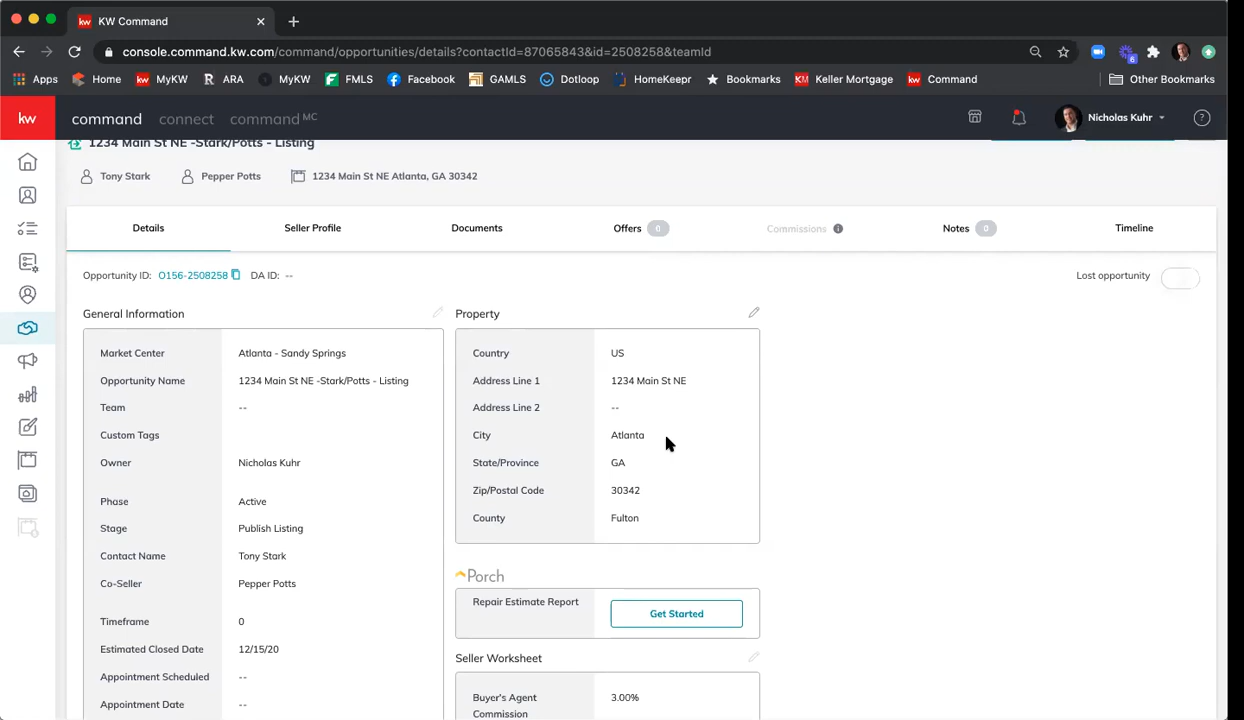 kw KW Command
console.command.kw.com/command/opportunities/details?contactId=87065843&id=2508258&teamId
6
Apps Home kw MyKW R ARA MyKW FMLS Facebook GAMLS Dotloop HomeKeepr Bookmarks KM Keller Mortgage kw Command Other Bookmarks
kw command connect command MC Nicholas Kuhr ?
1234 Main St NE -Stark/Potts - Listing
Tony Stark Pepper Potts 1234 Main St NE Atlanta, GA 30342
Details Seller Profile Documents Offers 0 Commissions Notes 0 Timeline
Opportunity ID: O156-2508258 DA ID: -- Lost opportunity
General Information
Market Center Atlanta - Sandy Springs
Opportunity Name 1234 Main St NE -Stark/Potts - Listing
Team --
Custom Tags
Owner Nicholas Kuhr
Phase Active
Stage Publish Listing
Contact Name Tony Stark
Co-Seller Pepper Potts
Timeframe 0
Estimated Closed Date 12/15/20
Appointment Scheduled --
Appointment Date --
Property
Country US
Address Line 1 1234 Main St NE
Address Line 2 --
City Atlanta
State/Province GA
Zip/Postal Code 30342
County Fulton
Porch
Repair Estimate Report Get Started
Seller Worksheet
Buyer's Agent 3.00%
Commission